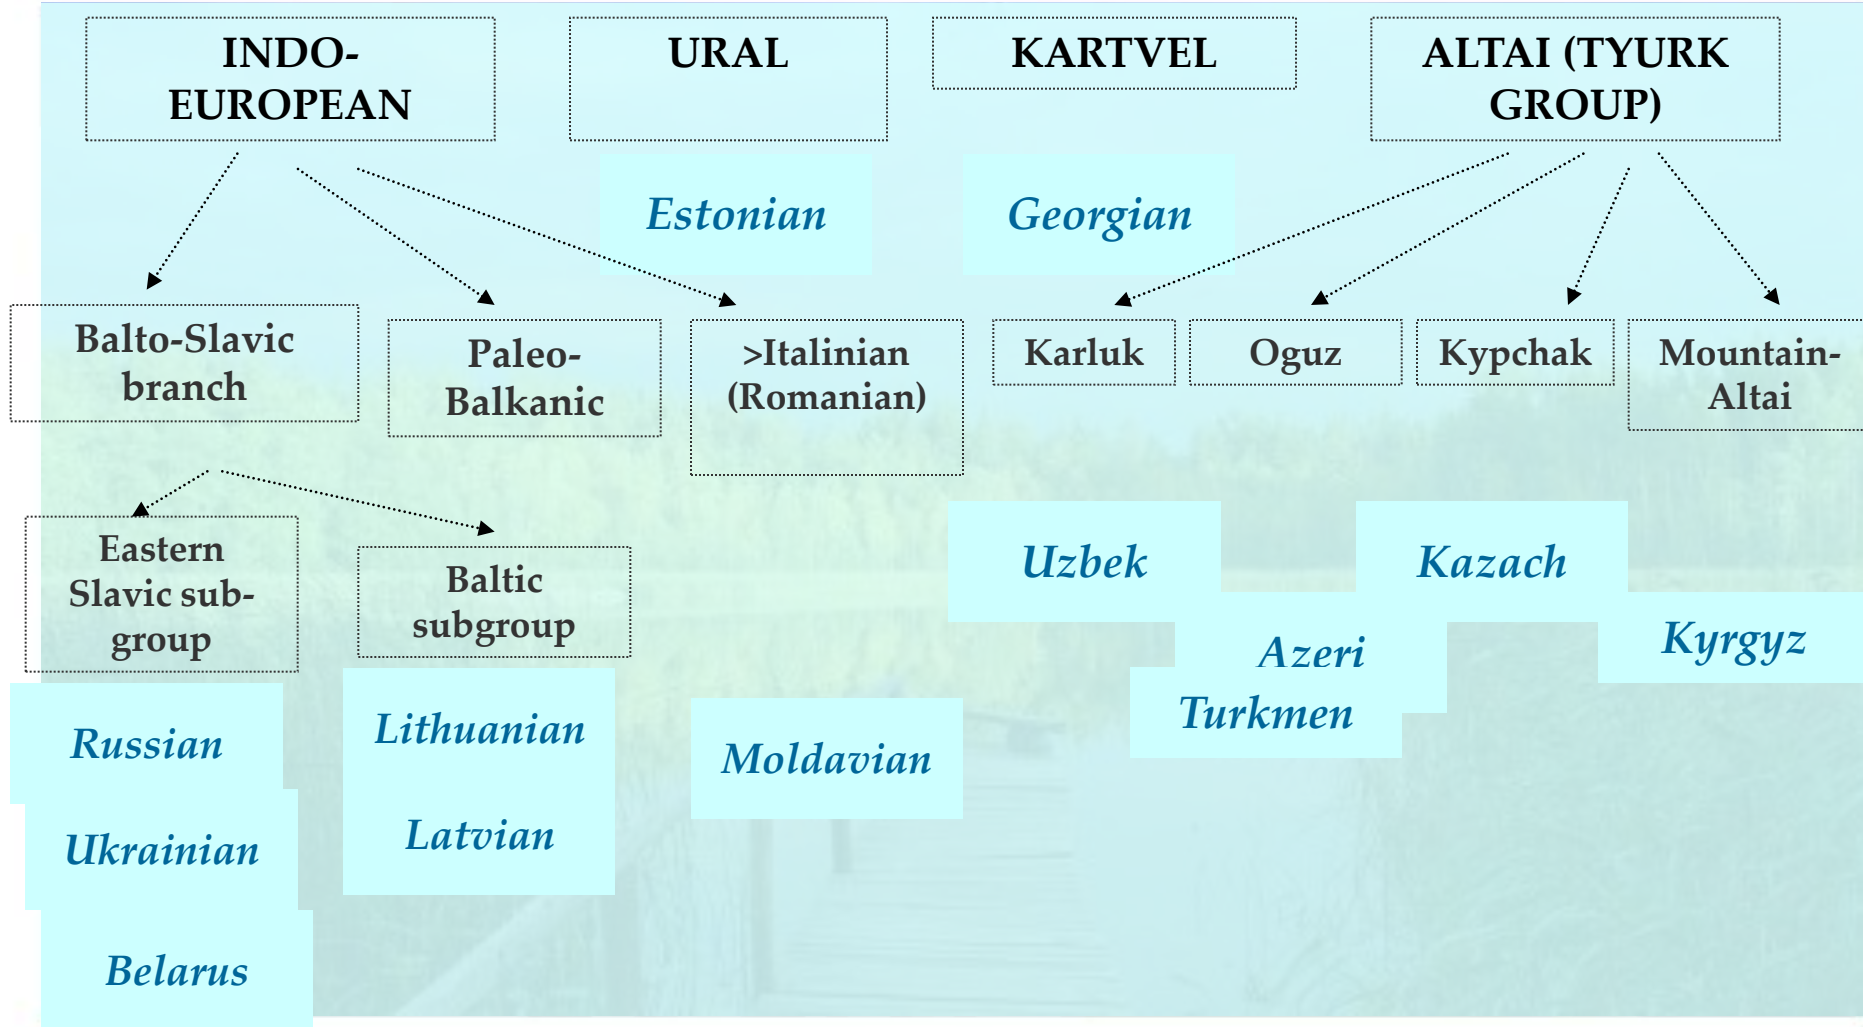 INDO-
EUROPEAN
URAL
KARTVEL
ALTAI (TYURK
GROUP)
Estonian
Georgian
Balto-Slavic
branch
Paleo-
Balkanic
>Italinian
(Romanian)
Karluk
Oguz
Kypchak
Mountain-
Altai
Eastern
Slavic sub-
group
Baltic
subgroup
Uzbek
Kazach
Azeri
Kyrgyz
Turkmen
Russian
Lithuanian
Moldavian
Ukrainian
Latvian
Belarus